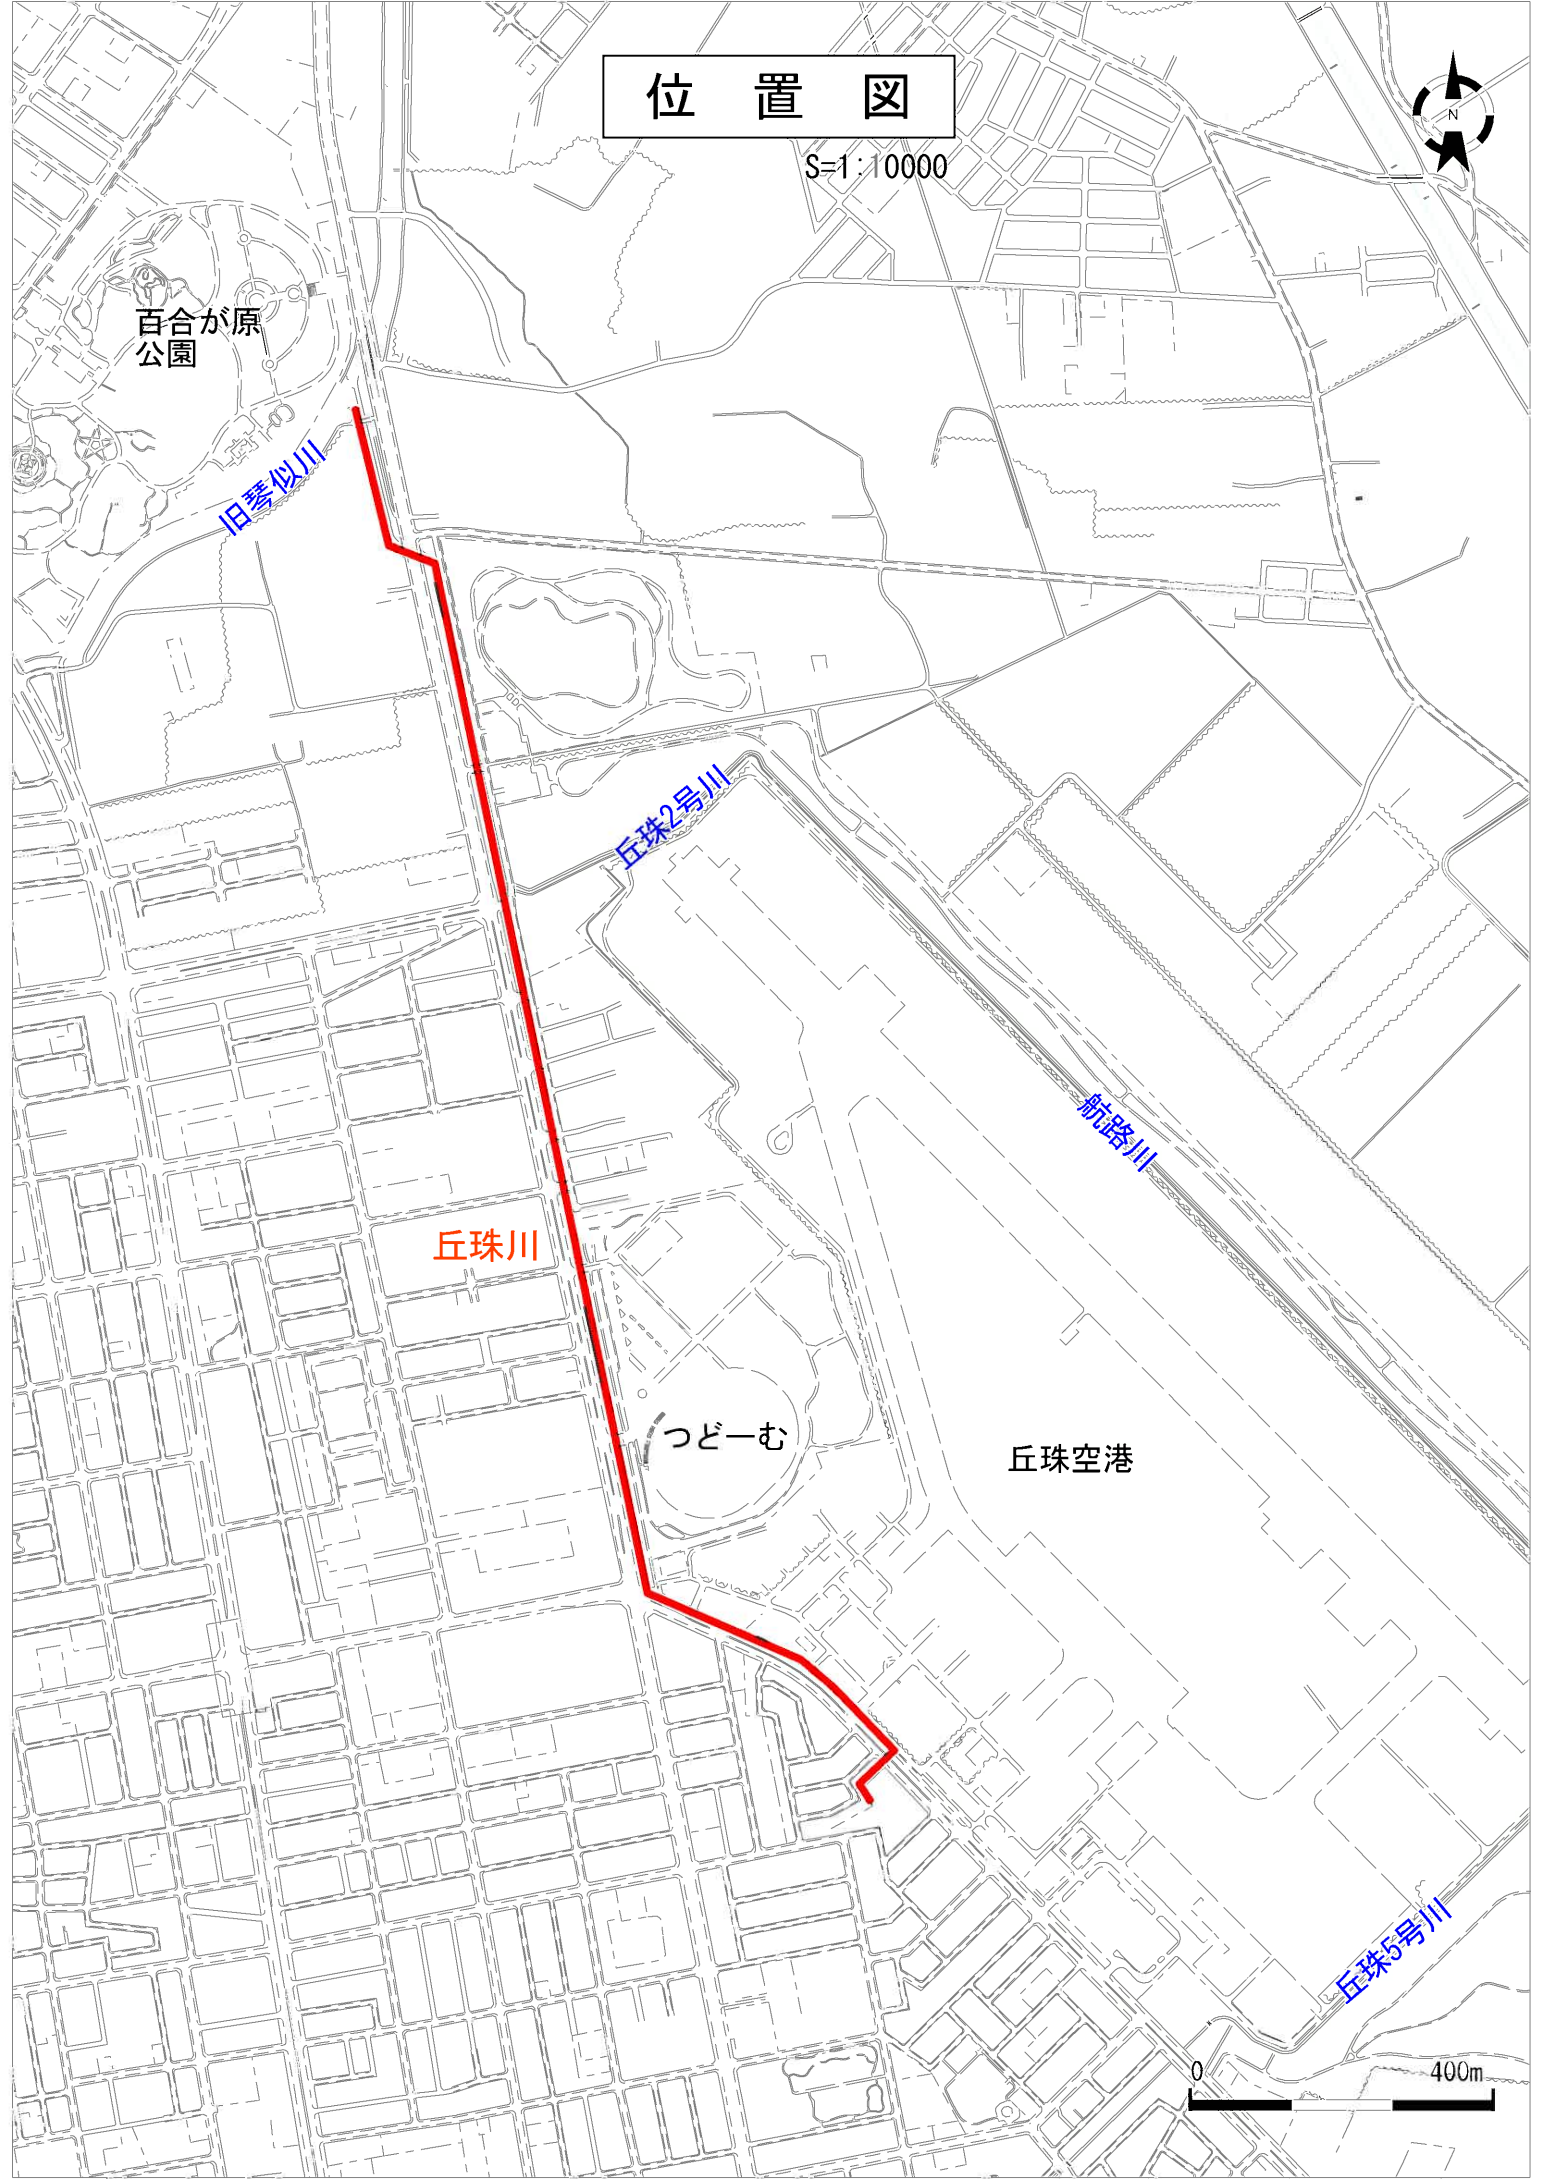 位置図
S=1:10000
N
百合が原
公園
旧琴似川
丘珠2号川
航路川
丘珠川
つどーむ
丘珠空港
丘珠5号川
0 400m